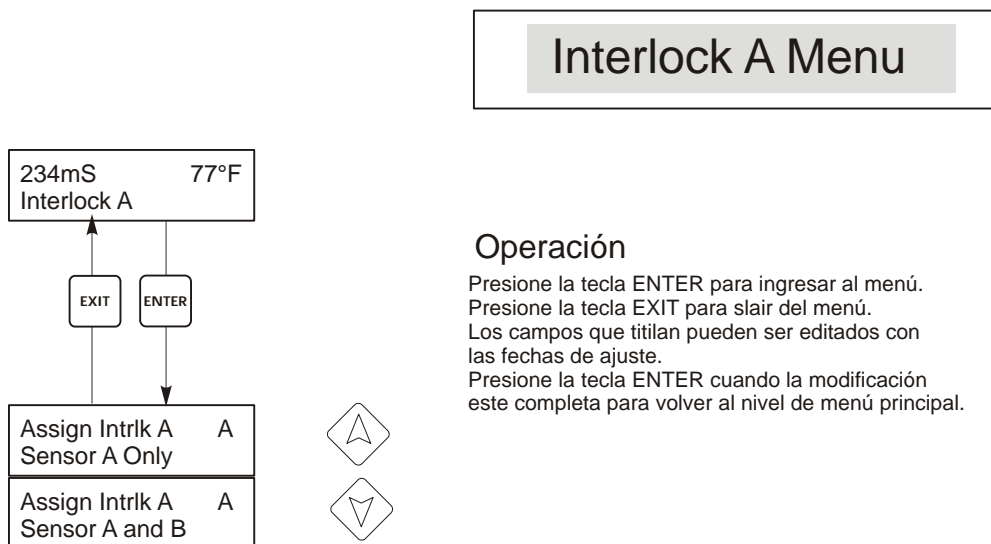 Interlock A Menu
234mS 77°F
Interlock A
EXIT ENTER
Assign Intrlk A A
Sensor A Only
Assign Intrlk A A
Sensor A and B
Operación
Presione la tecla ENTER para ingresar al menú.
Presione la tecla EXIT para slair del menú.
Los campos que titilan pueden ser editados con
las fechas de ajuste.
Presione la tecla ENTER cuando la modificación
este completa para volver al nivel de menú principal.